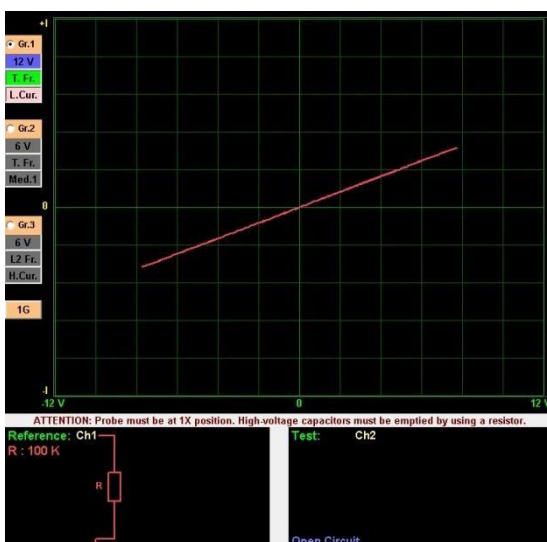 +I
Gr.1
12 V
T. Fr.
L.Cur.
Gr.2
6 V
T. Fr.
Med.1
0
Gr.3
6 V
L2 Fr.
H.Cur.
1G
-I
-12 V 0 12 V
ATTENTION: Probe must be at 1X position. High-voltage capacitors must be emptied by using a resistor.
Reference: Ch1
R : 100 K
R
Test: Ch2
Open Circuit